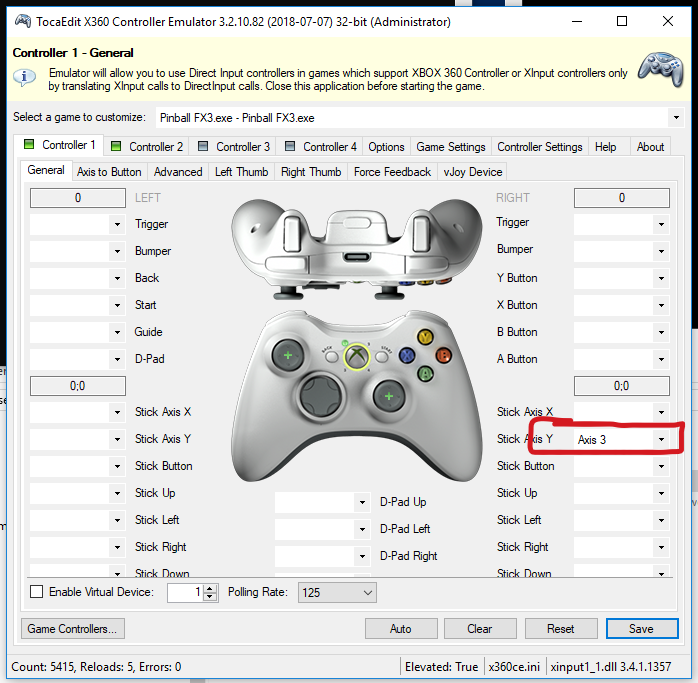 TocaEdit X360 Controller Emulator 3.2.10.82 (2018-07-07) 32-bit (Administrator)
Controller 1 - General
Emulator will allow you to use Direct Input controllers in games which support XBOX 360 Controller or XInput controllers only
by translating XInput calls to DirectInput calls. Close this application before starting the game.
Select a game to customize: Pinball FX3.exe - Pinball FX3.exe
Controller 1 Controller 2 Controller 3 Controller 4 Options Game Settings Controller Settings Help About
General Axis to Button Advanced Left Thumb Right Thumb Force Feedback vJoy Device
0 LEFT RIGHT 0
Trigger Trigger
Bumper Bumper
Back Y Button
Start X Button
Guide B Button
D-Pad A Button
0;0 0;0
Stick Axis X Stick Axis X
Stick Axis Y Stick Axis Y Axis 3
Stick Button Stick Button
Stick Up D-Pad Up Stick Up
Stick Left D-Pad Left Stick Left
Stick Right D-Pad Right Stick Right
Stick Down Stick Down
Enable Virtual Device: 1 Polling Rate: 125
Game Controllers... Auto Clear Reset Save
Count: 5415, Reloads: 5, Errors: 0 Elevated: True x360ce.ini xinput1_1.dll 3.4.1.1357